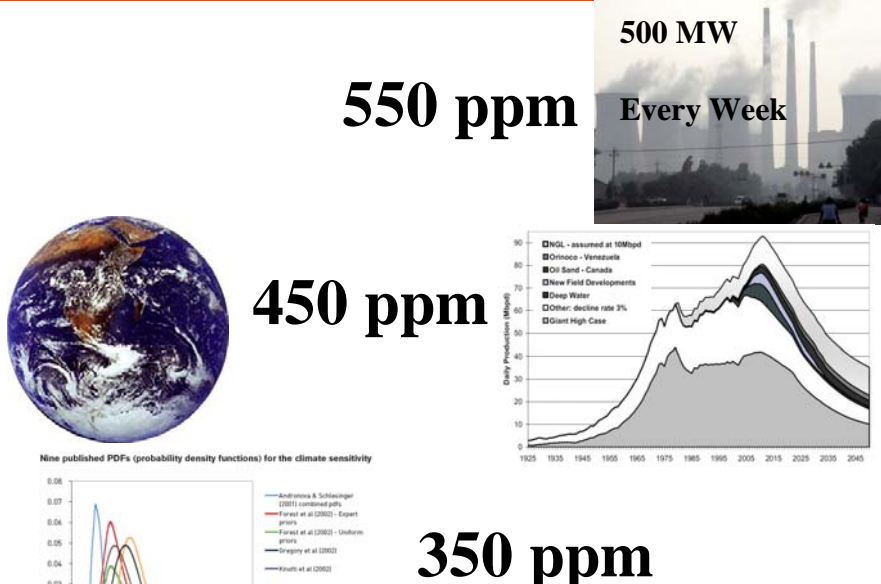 500 MW
550 ppm
Every Week
450 ppm
NGL - assumed at 10Mbpd
Orinoco - Venezuela
Oil Sand - Canada
New Field Developments
Deep Water
Other: decline rate 3%
Giant High Case
Daily Production (Mbpd)
90
80
70
60
50
40
30
20
10
0
1925 1935 1945 1955 1965 1975 1985 1995 2005 2015 2025 2035 2045
Nine published PDFs (probability density functions) for the climate sensitivity
0.08
0.07
0.06
0.05
0.04
Andronova & Schlesinger
(2001) combined pdfs
Forest et al (2002) - Expert
priors
Forest et al (2002) - Uniform
priors
Gregory et al (2002)
Knutti et al (2002)
350 ppm